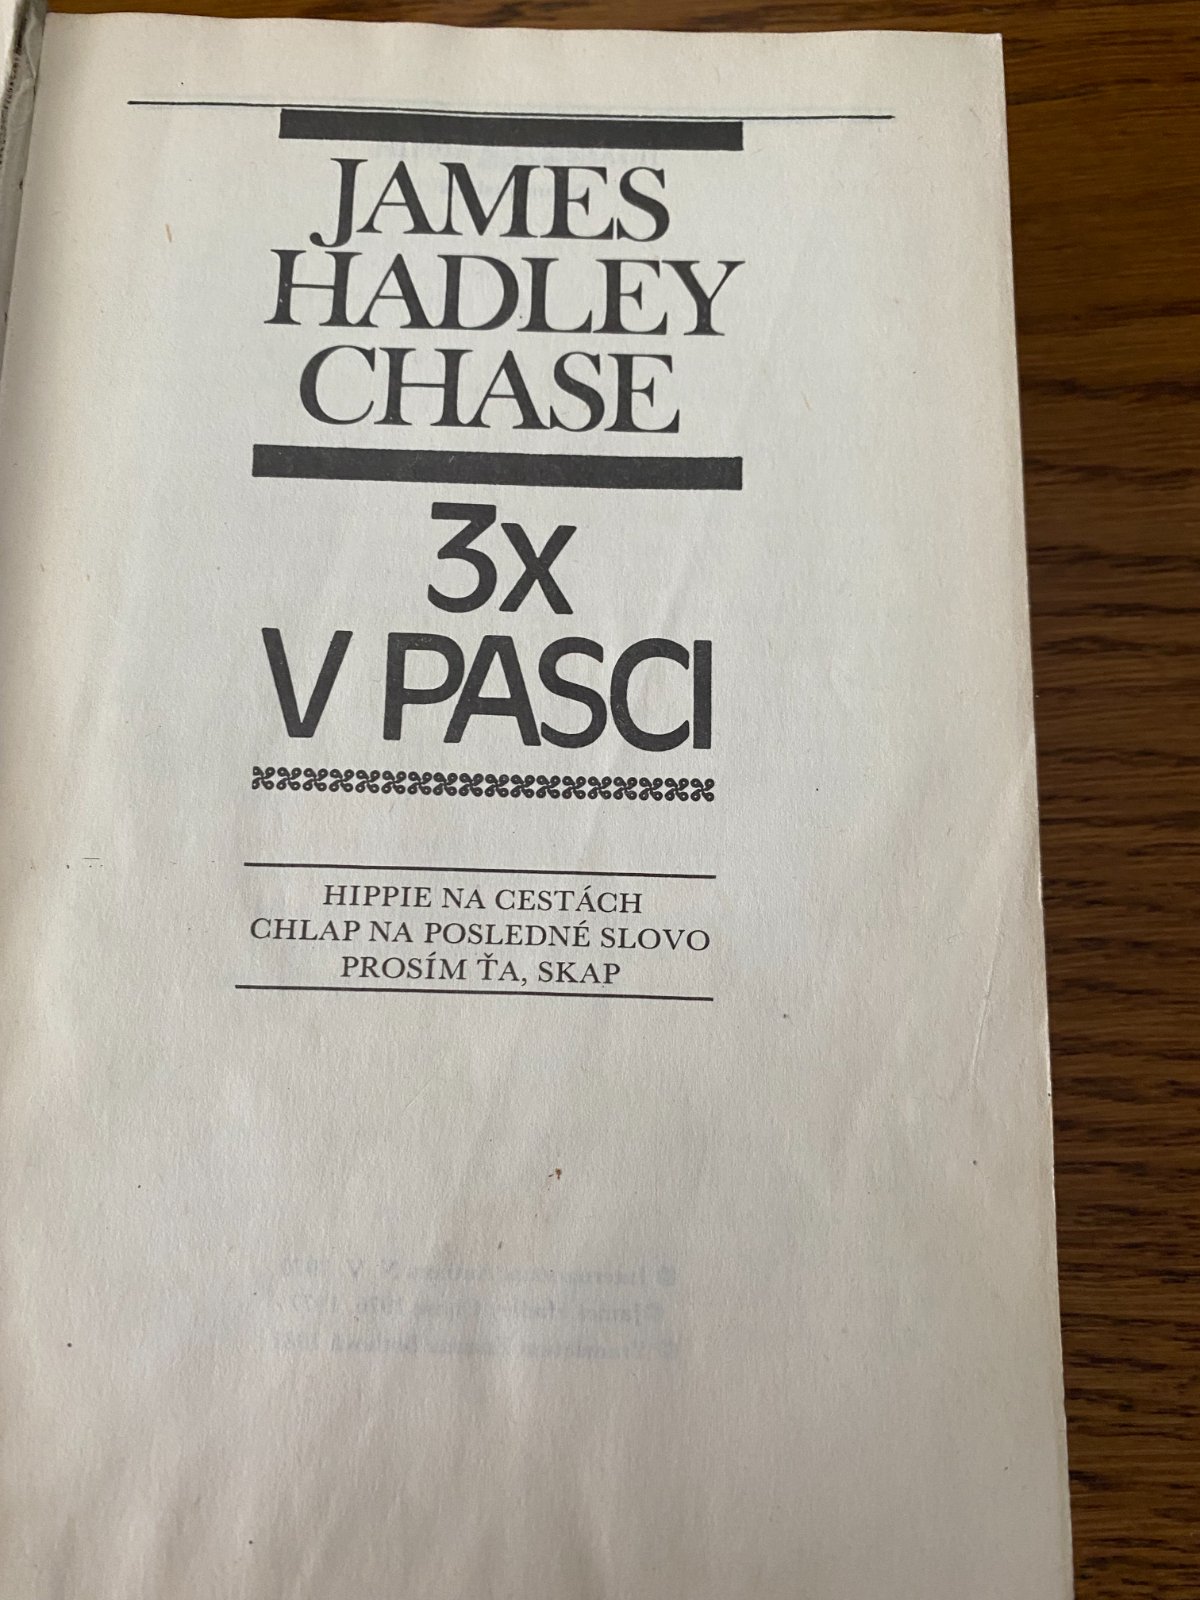 JAMES
HADLEY
CHASE
3x
V PASCI
HIPPIE NA CESTÁCH
CHLAP NA POSLEDNÉ SLOVO
PROSÍM ŤA, SKAP